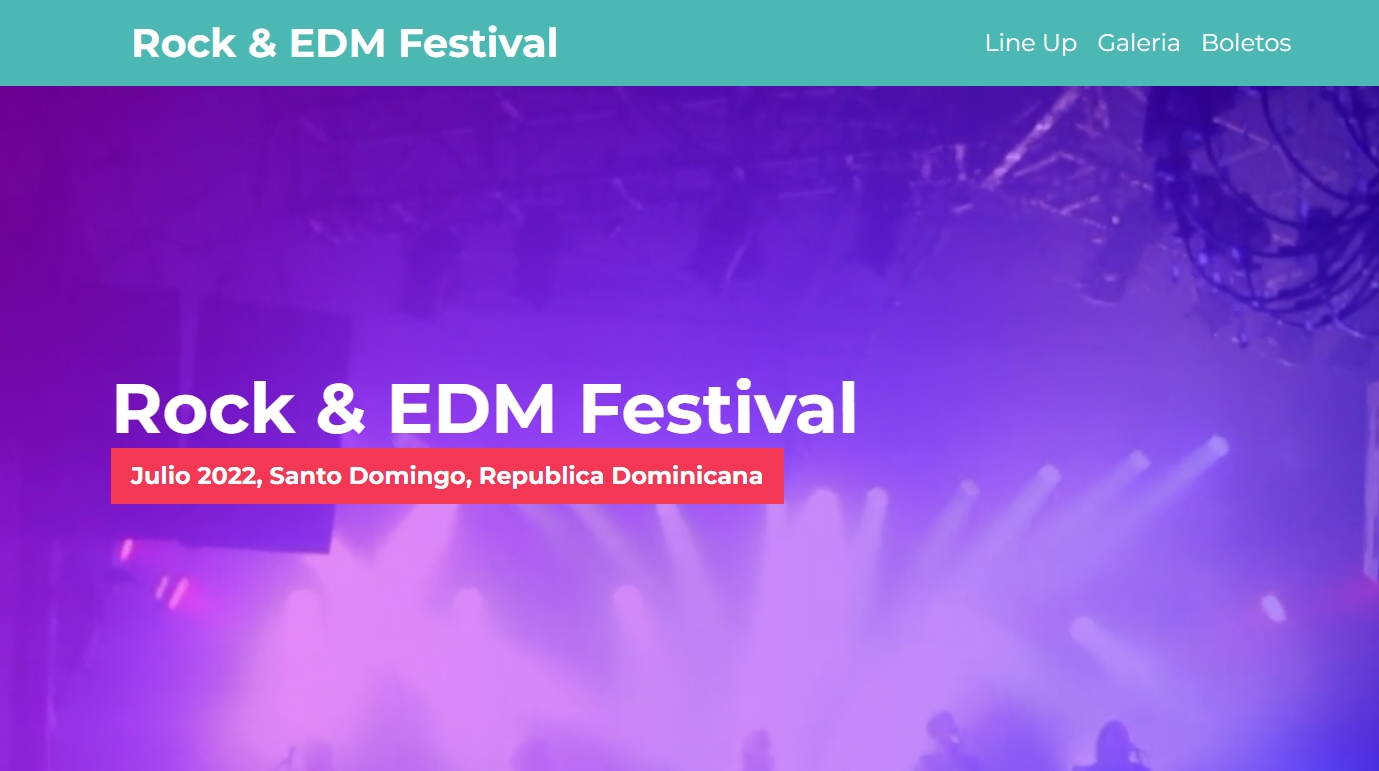 Rock & EDM Festival
Line Up Galeria Boletos
Rock & EDM Festival
Julio 2022, Santo Domingo, Republica Dominicana